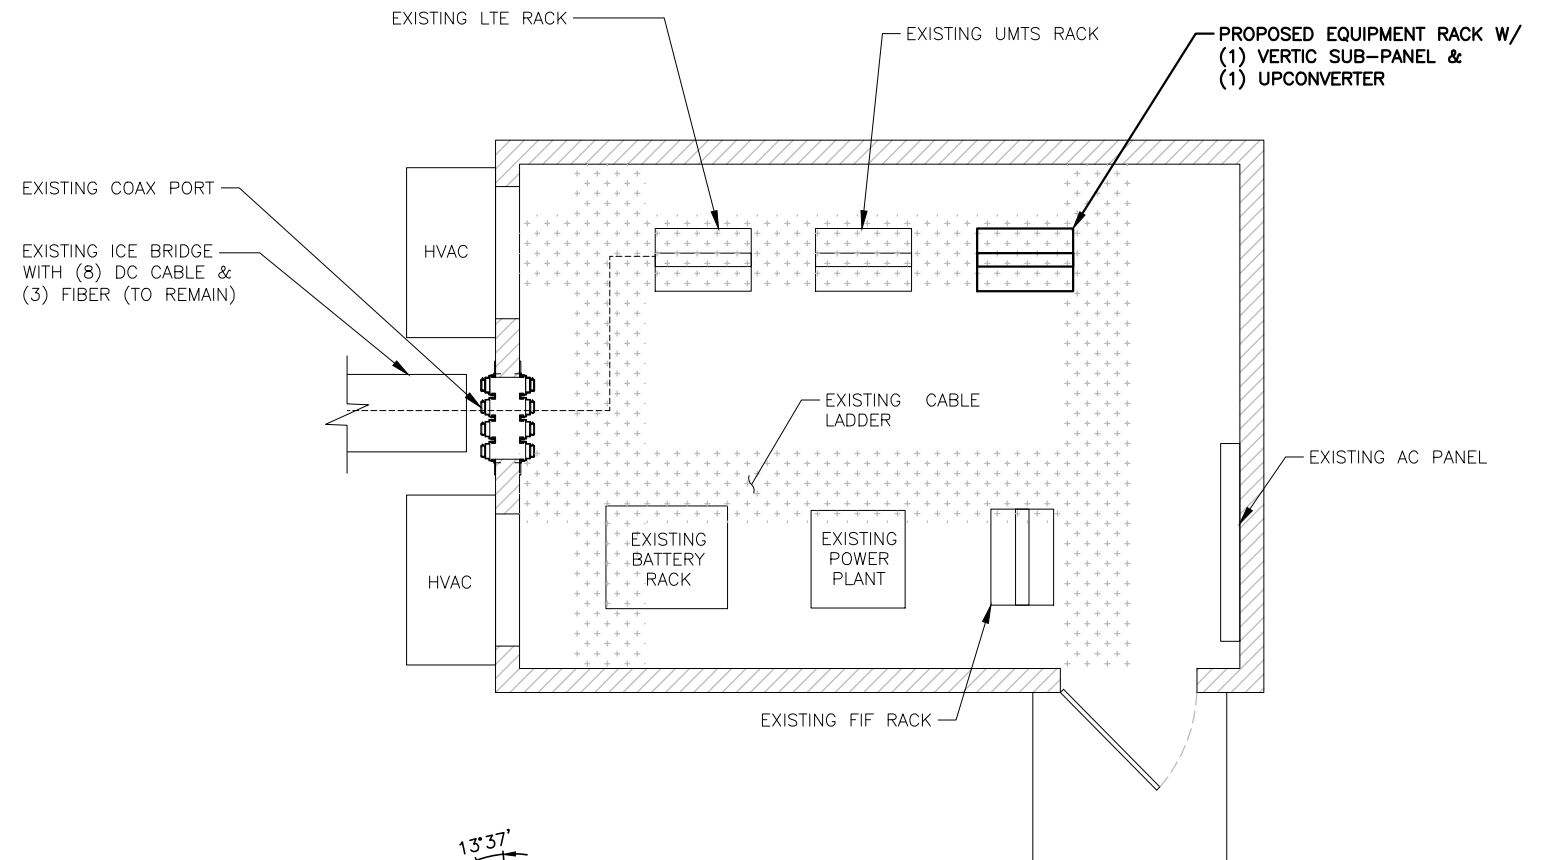 EXISTING LTE RACK
EXISTING UMTS RACK
PROPOSED EQUIPMENT RACK W/
(1) VERTIC SUB-PANEL &
(1) UPCONVERTER
EXISTING COAX PORT
EXISTING ICE BRIDGE
WITH (8) DC CABLE &
(3) FIBER (TO REMAIN)
HVAC
EXISTING CABLE
LADDER
EXISTING AC PANEL
EXISTING
BATTERY
RACK
EXISTING
POWER
PLANT
HVAC
EXISTING FIF RACK
13°37'